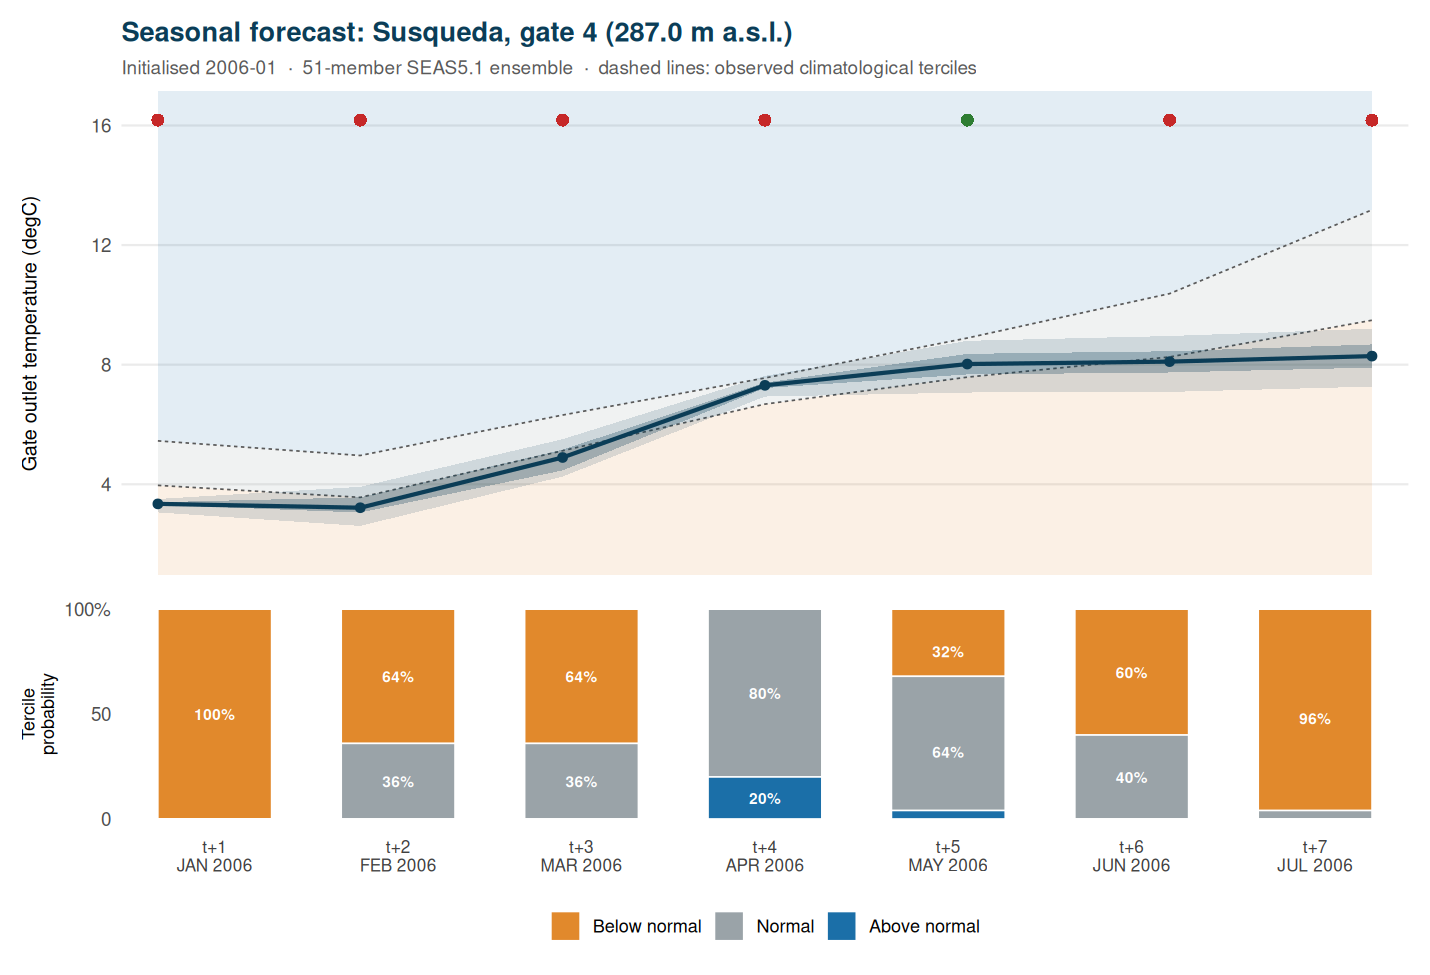 Seasonal forecast: Susqueda, gate 4 (287.0 m a.s.l.)
Initialised 2006-01 · 51-member SEAS5.1 ensemble · dashed lines: observed climatological terciles
Gate outlet temperature (degC)
16
12
8
4
Tercile
probability
100%
50
0
100%
64%
36%
64%
36%
80%
20%
32%
64%
60%
40%
96%
t+1
JAN 2006
t+2
FEB 2006
t+3
MAR 2006
t+4
APR 2006
t+5
MAY 2006
t+6
JUN 2006
t+7
JUL 2006
Below normal
Normal
Above normal